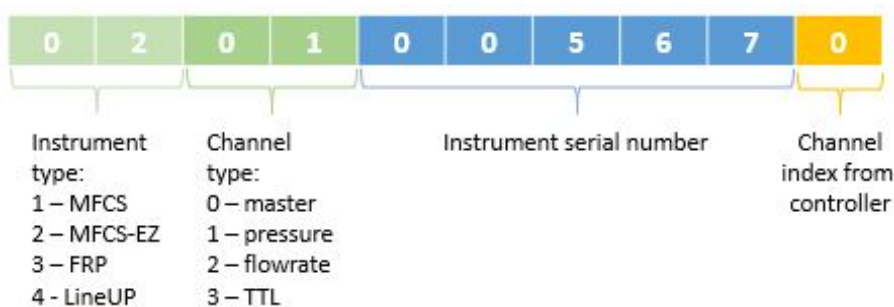 0 2 0 1 0 0 5 6 7 0
Instrument
type:
1 – MFCS
2 – MFCS-EZ
3 – FRP
4 - LineUP
Channel
type:
0 – master
1 – pressure
2 – flowrate
3 – TTL
Instrument serial number
Channel
index from
controller